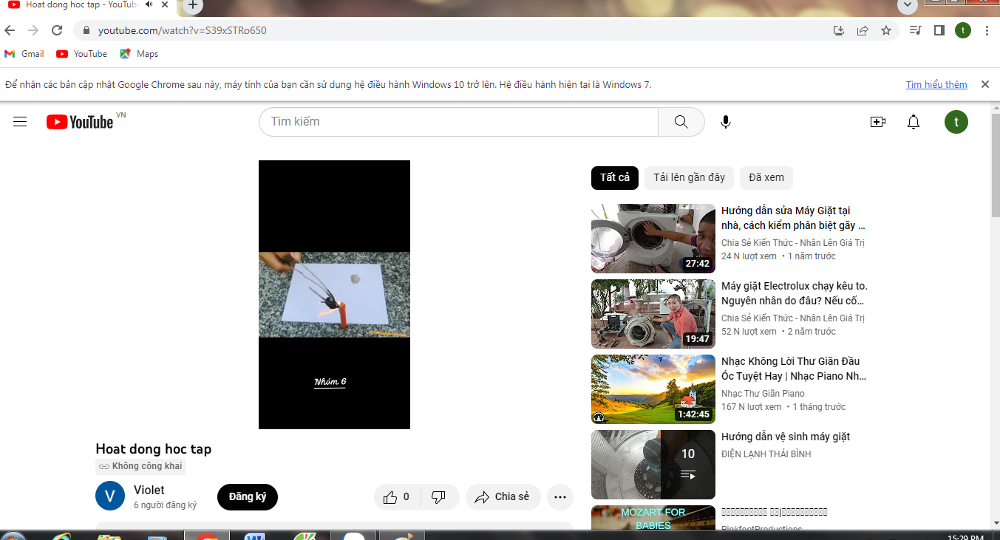 Hoat dong hoc tap - YouTube
youtube.com/watch?v=S39xSTRo650
t
Gmail
YouTube
Maps
Để nhận các bản cập nhật Google Chrome sau này, máy tính của bạn cần sử dụng hệ điều hành Windows 10 trở lên. Hệ điều hành hiện tại là Windows 7.
Tìm hiểu thêm
YouTube VN
Tìm kiếm
t
Nhóm 6
Hoat dong hoc tap
Không công khai
V
Violet
6 người đăng ký
Đăng ký
0
Chia sẻ
Tất cả
Tải lên gần đây
Đã xem
27:42
Hướng dẫn sửa Máy Giặt tại
nhà, cách kiểm phân biệt gãy ...
Chia Sẻ Kiến Thức - Nhân Lên Giá Trị
24 N lượt xem • 1 năm trước
19:47
Máy giặt Electrolux chạy kêu to.
Nguyên nhân do đâu? Nếu cố...
Chia Sẻ Kiến Thức - Nhân Lên Giá Trị
52 N lượt xem • 2 năm trước
1:42:45
Nhạc Không Lời Thư Giãn Đầu
Óc Tuyệt Hay | Nhạc Piano Nh...
Nhạc Thư Giãn Piano
167 N lượt xem • 1 tháng trước
10
Hướng dẫn vệ sinh máy giặt
ĐIỆN LẠNH THÁI BÌNH
MOZART FOR
BABIES
PinkfootProductions
15:29 PM